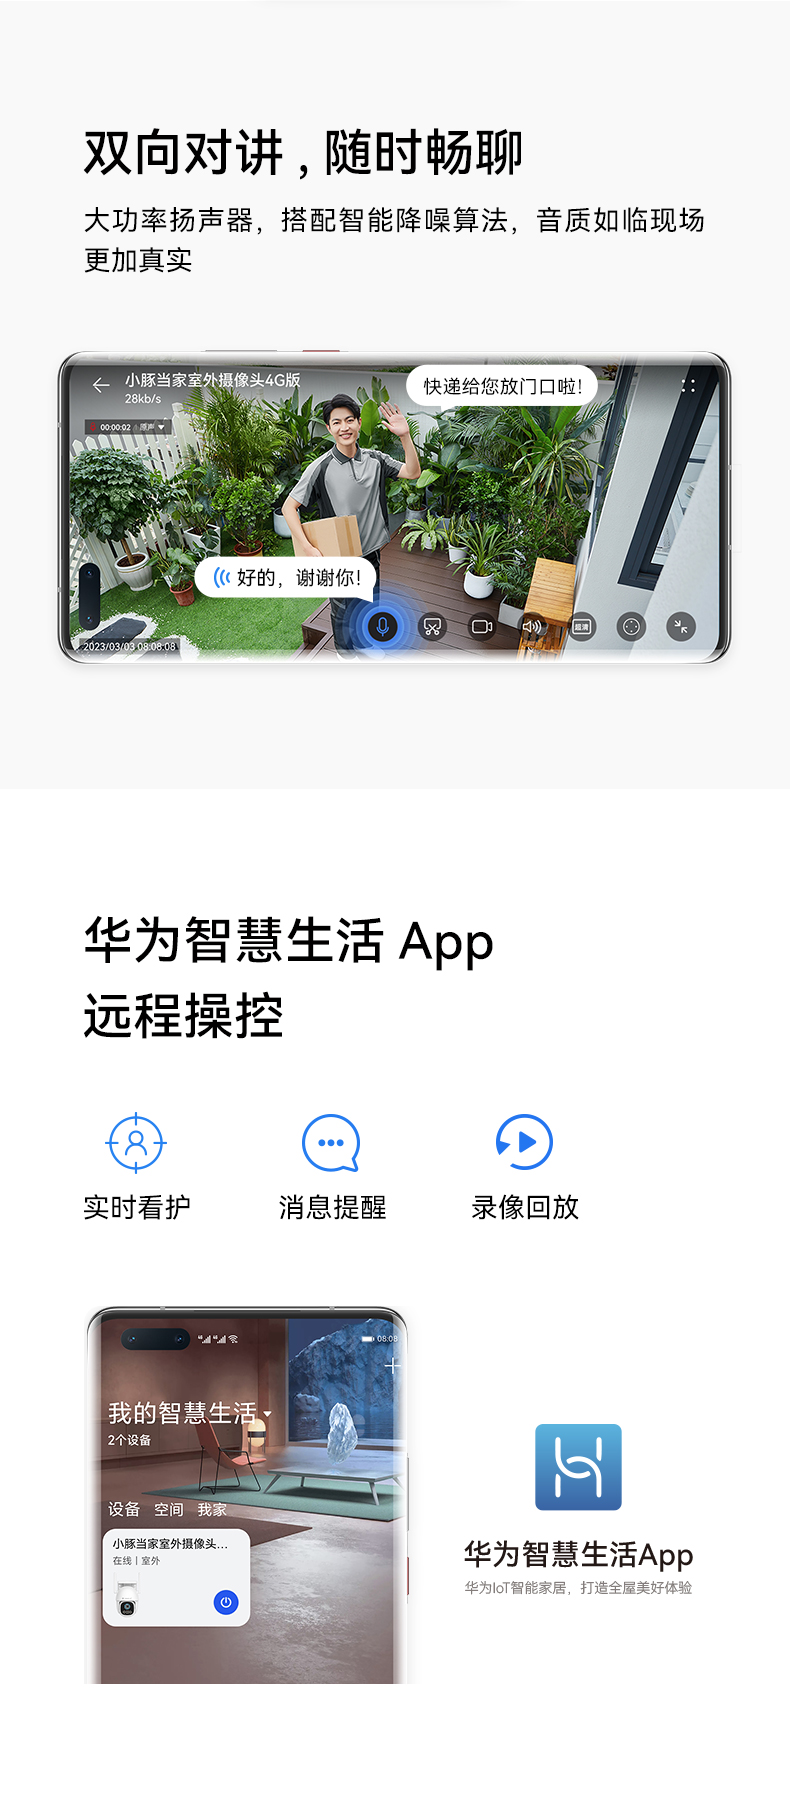 双向对讲，随时畅聊
大功率扬声器，搭配智能降噪算法，音质如临现场
更加真实
小豚当家室外摄像头4G版
28kb/s
快递给您放门口啦!
00:00:02 原声
好的，谢谢你!
超清
2023/03/03 08:08:08
华为智慧生活 App
远程操控
实时看护
消息提醒
录像回放
08:08
我的智慧生活
2个设备
设备 空间 我家
小豚当家室外摄像头...
在线 | 室外
华为智慧生活App
华为IoT智能家居，打造全屋美好体验